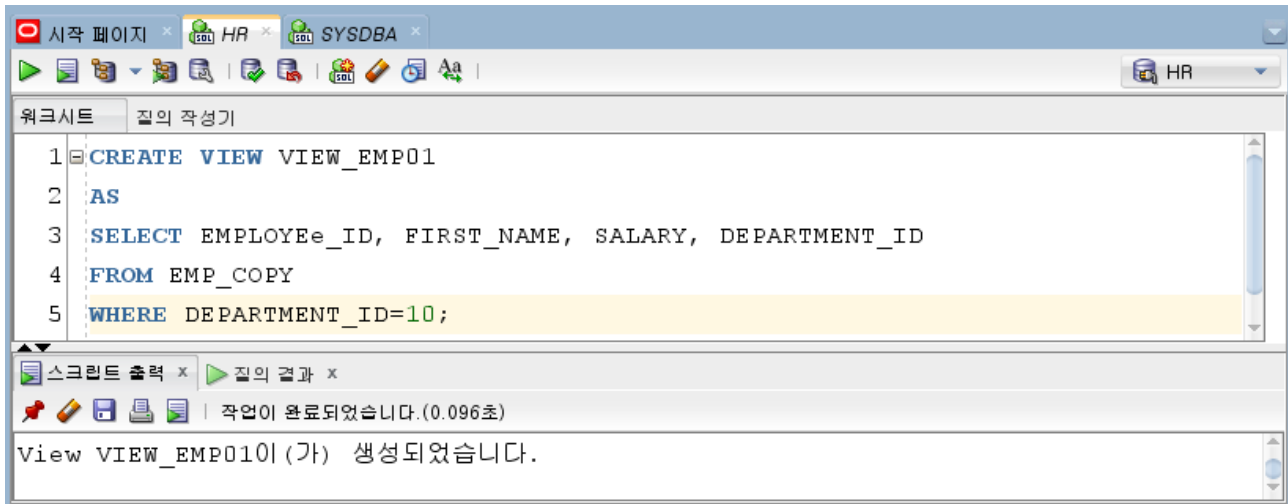 시작 페이지 HR SYSDBA
HR
워크시트 질의 작성기
1 CREATE VIEW VIEW_EMP01
2 AS
3 SELECT EMPLOYEe_ID, FIRST_NAME, SALARY, DEPARTMENT_ID
4 FROM EMP_COPY
5 WHERE DEPARTMENT_ID=10;
스크립트 출력 x 질의 결과 x
작업이 완료되었습니다.(0.096초)
View VIEW_EMP01이(가) 생성되었습니다.